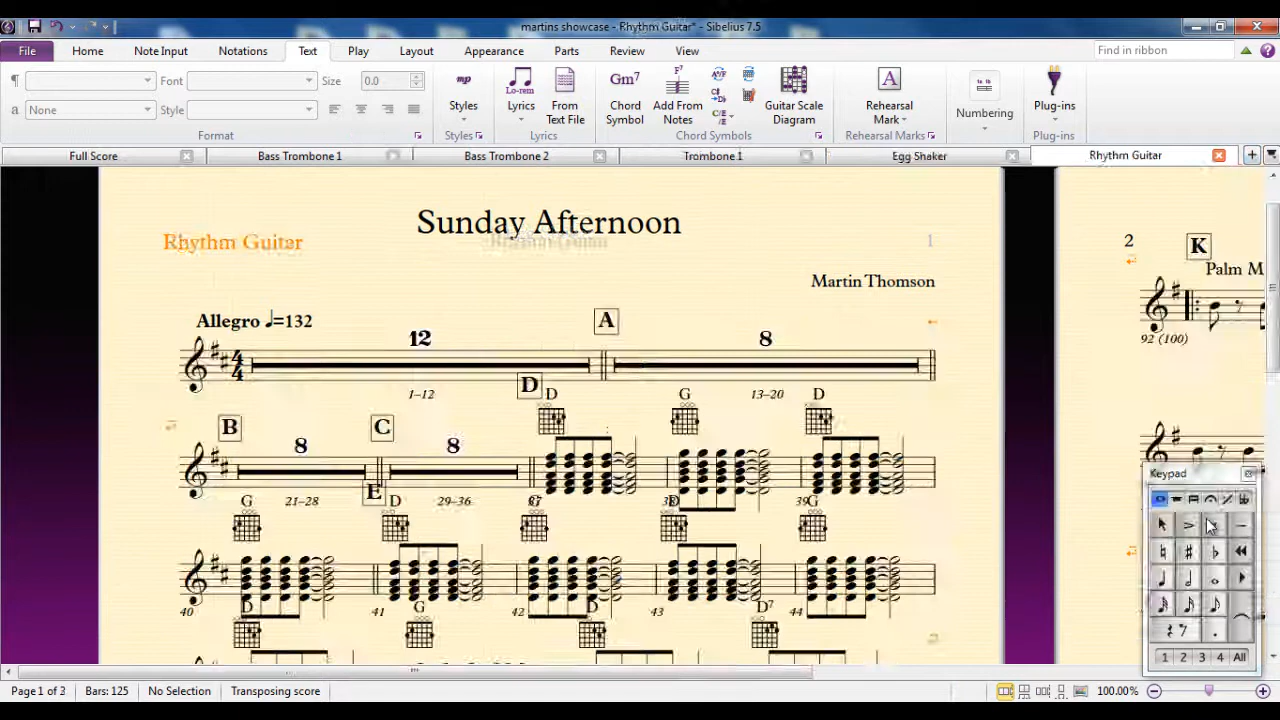 martins showcase - Rhythm Guitar* - Sibelius 7.5
File Home Note Input Notations Text Play Layout Appearance Parts Review View Find in ribbon
¶ Font Size 0.0
a None Style
Format
Styles
Styles
Lyrics
From Text File
Lyrics
Gm7 Chord Symbol
Add From Notes
Guitar Scale Diagram
Chord Symbols
A Rehearsal Mark
Rehearsal Marks
Numbering
Plug-ins
Plug-ins
Full Score Bass Trombone 1 Bass Trombone 2 Trombone 1 Egg Shaker Rhythm Guitar
Sunday Afternoon
Rhythm Guitar 1
Martin Thomson
Allegro ♩=132 A
12 8
1–12 13–20
D D G D
B 8 C 8
21–28 29–36 37 38 39
G E D G D G
40 41 42 43 44
D G D D7
2 K
Palm M
92 (100)
Keypad
1 2 3 4 All
Page 1 of 3 Bars: 125 No Selection Transposing score 100.00%